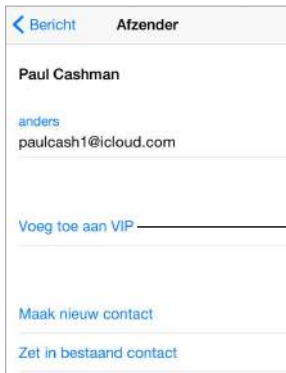 Bericht Afzender
Paul Cashman
anders
paulcash1@icloud.com
Voeg toe aan VIP
Maak nieuw contact
Zet in bestaand contact